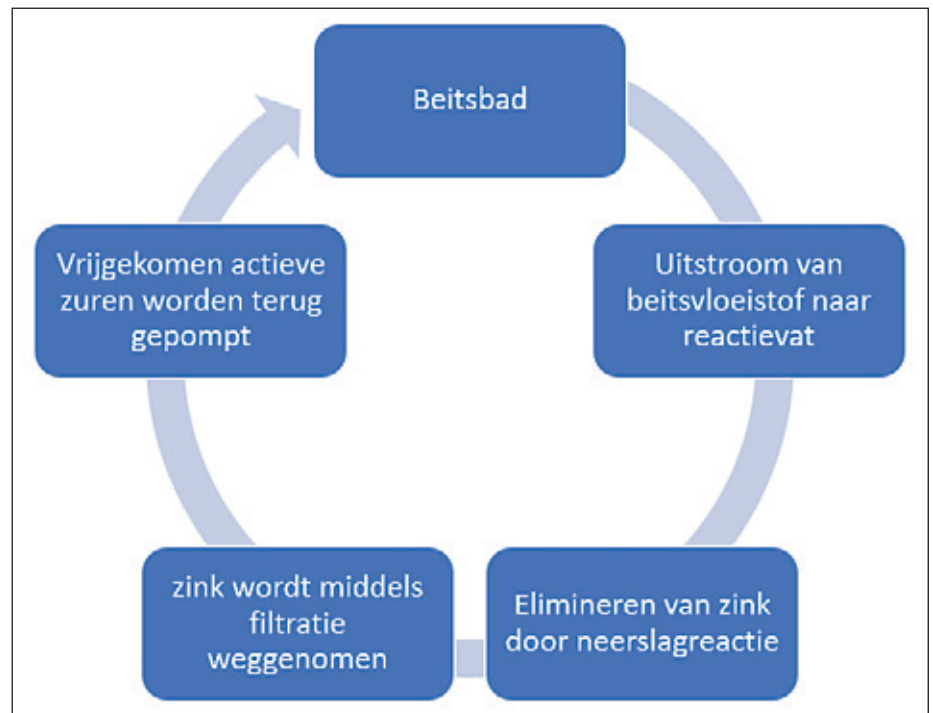 Beitsbad
Uitstroom van
beitsvloeistof naar
reactievat
Elimineren van zink
door neerslagreactie
zink wordt middels
filtratie
weggenomen
Vrijgekomen actieve
zuren worden terug
gepompt